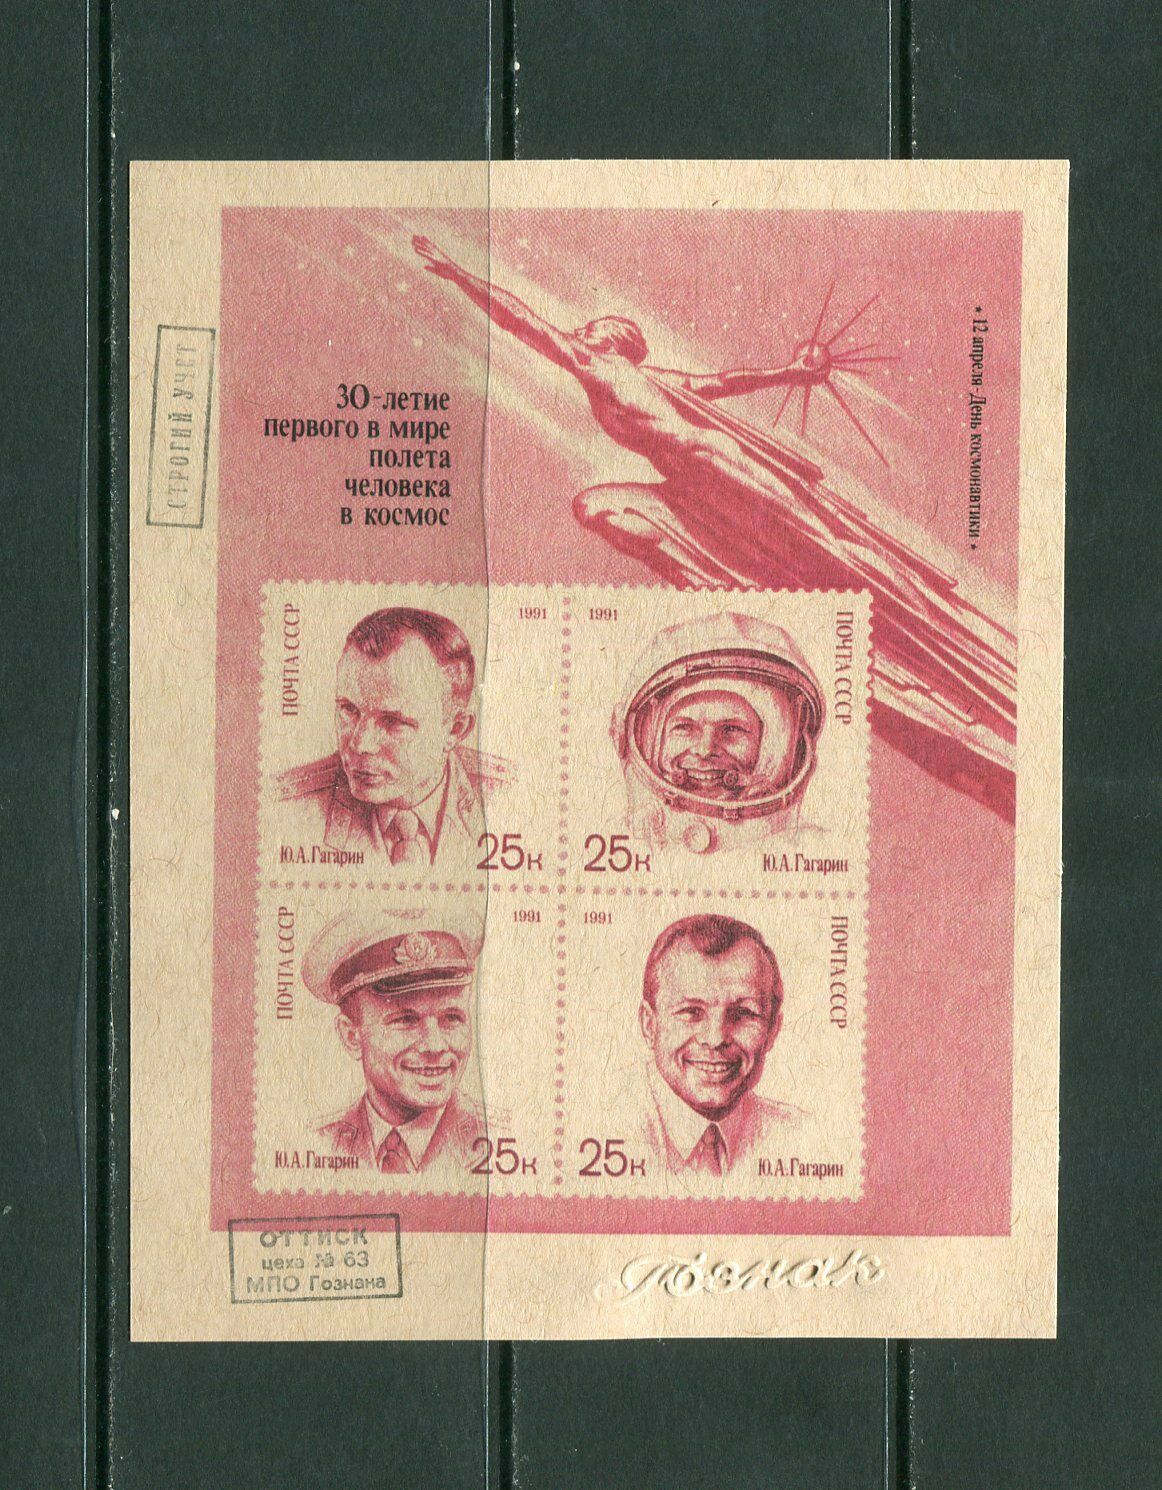 30-летие
первого в мире
полета
человека
в космос
* 12 апреля - День космонавтики *
СТРОГИЙ УЧЕТ
ПОЧТА СССР
1991
Ю.А.Гагарин
25к
1991
ПОЧТА СССР
25к
Ю.А.Гагарин
ПОЧТА СССР
1991
Ю.А.Гагарин
25к
1991
ПОЧТА СССР
25к
Ю.А.Гагарин
ОТТИСК
цеха № 63
МПО Гознака
Гознак